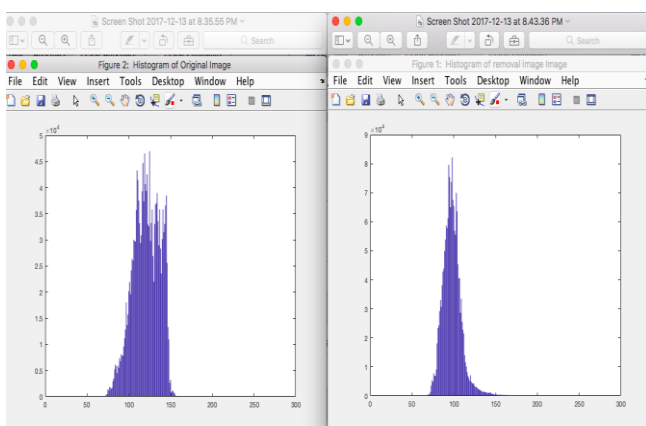 Screen Shot 2017-12-13 at 8.35.55 PM
Search
Figure 2: Histogram of Original Image
File Edit View Insert Tools Desktop Window Help
×10⁴
5
4.5
4
3.5
3
2.5
2
1.5
1
0.5
0
0 50 100 150 200 250 300
Screen Shot 2017-12-13 at 8.43.36 PM
Search
Figure 1: Histogram of removal image Image
File Edit View Insert Tools Desktop Window Help
×10⁴
9
8
7
6
5
4
3
2
1
0
0 50 100 150 200 250 300